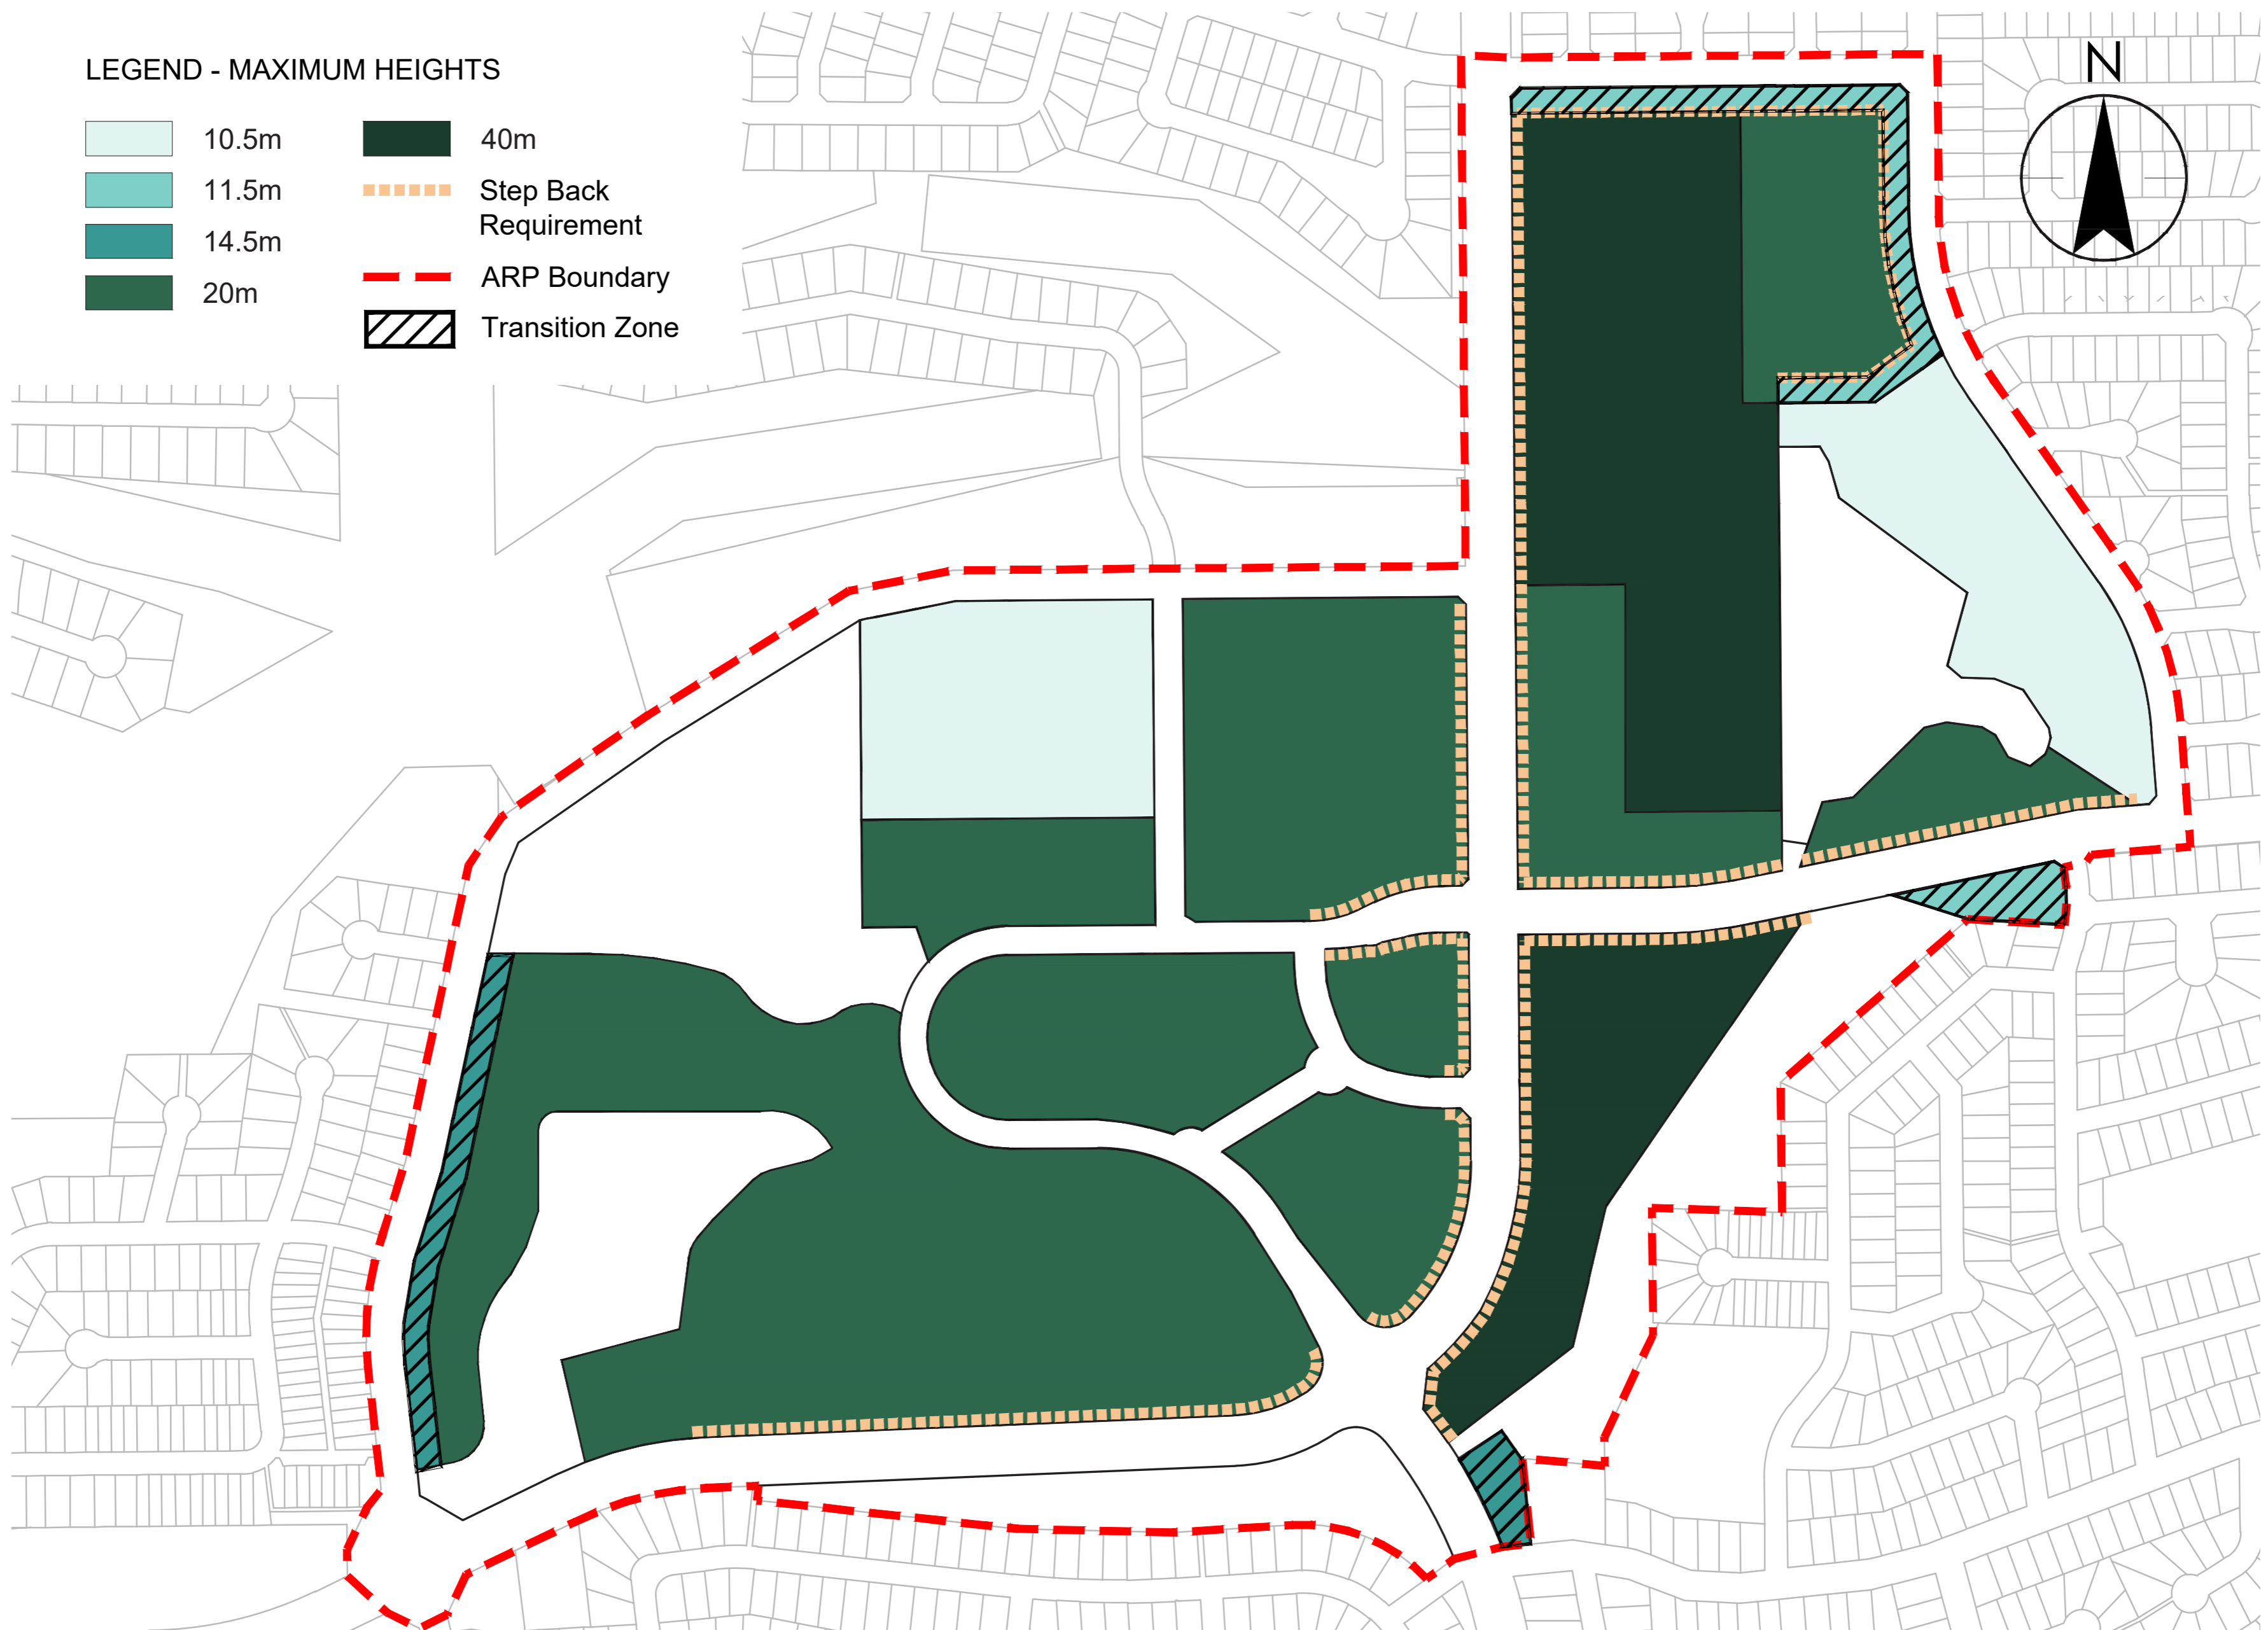 LEGEND - MAXIMUM HEIGHTS
10.5m
11.5m
14.5m
20m
40m
Step Back
Requirement
ARP Boundary
Transition Zone
N